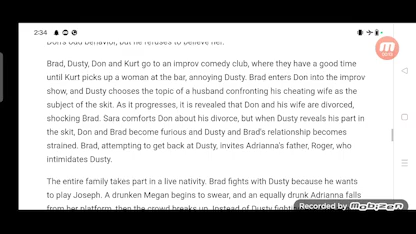 2:34
Don's bad behavior, but he refuses to believe her.
Brad, Dusty, Don and Kurt go to an improv comedy club, where they have a good time
until Kurt picks up a woman at the bar, annoying Dusty. Brad enters Don into the improv
show, and Dusty chooses the topic of a husband confronting his cheating wife as the
subject of the skit. As it progresses, it is revealed that Don and his wife are divorced,
shocking Brad. Sara comforts Don about his divorce, but when Dusty reveals his part in
the skit, Don and Brad become furious and Dusty and Brad's relationship becomes
strained. Brad, attempting to get back at Dusty, invites Adrianna's father, Roger, who
intimidates Dusty.
The entire family takes part in a live nativity. Brad fights with Dusty because he wants
to play Joseph. A drunken Megan begins to swear, and an equally drunk Adrianna falls
from her platform, then the crowd breaks up. Instead of Dusty
Recorded by mobizen